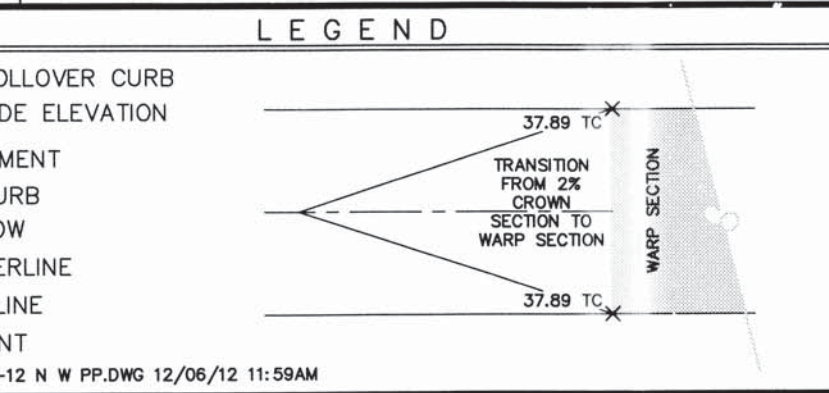 LEGEND
OLLOVER CURB
DE ELEVATION
MENT
URB
OW
ERLINE
LINE
NT
-12 N W PP.DWG 12/06/12 11:59AM
37.89 TC
TRANSITION
FROM 2%
CROWN
SECTION TO
WARP SECTION
37.89 TC
WARP SECTION